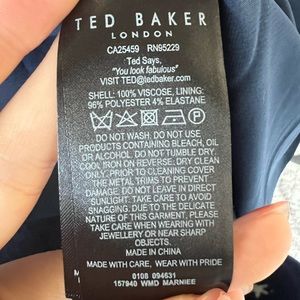 TED BAKER
LONDON
CA25459 RN95229
Ted Says,
"You look fabulous"
VISIT TED@tedbaker.com
SHELL: 100% VISCOSE, LINING:
96% POLYESTER 4% ELASTANE
DO NOT WASH. DO NOT USE
PRODUCTS CONTAINING BLEACH, OIL
OR ALCOHOL. DO NOT TUMBLE DRY.
COOL IRON ON REVERSE; DRY CLEAN
ONLY. PRIOR TO CLEANING COVER
THE METAL TRIMS TO PREVENT
DAMAGE. DO NOT LEAVE IN DIRECT
SUNLIGHT. TAKE CARE TO AVOID
SNAGGING. DUE TO THE DELICATE
NATURE OF THIS GARMENT, PLEASE
TAKE CARE WHEN WEARING WITH
JEWELLERY OR NEAR SHARP
OBJECTS.
MADE IN CHINA
MADE WITH CARE, WEAR WITH PRIDE
0108 094631
157940 WMD MARNIEE